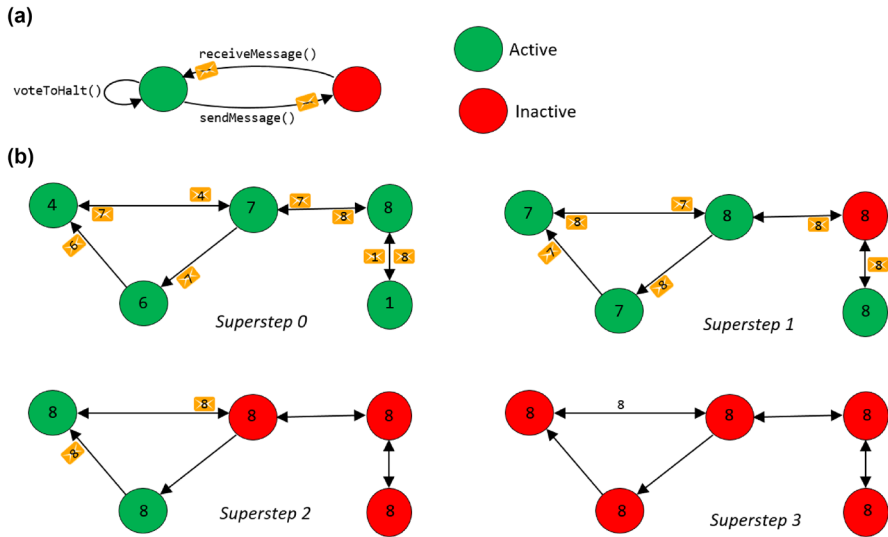 (a)
receiveMessage()
voteToHalt()
sendMessage()
Active
Inactive
(b)
4 4 7 7 7 8 8
6 7 1 8
6 1
Superstep 0
7 8 7 8 8 8
7 8 8
7 8
Superstep 1
8 8 8 8
8
8 8
Superstep 2
8 8 8 8
8 8
Superstep 3